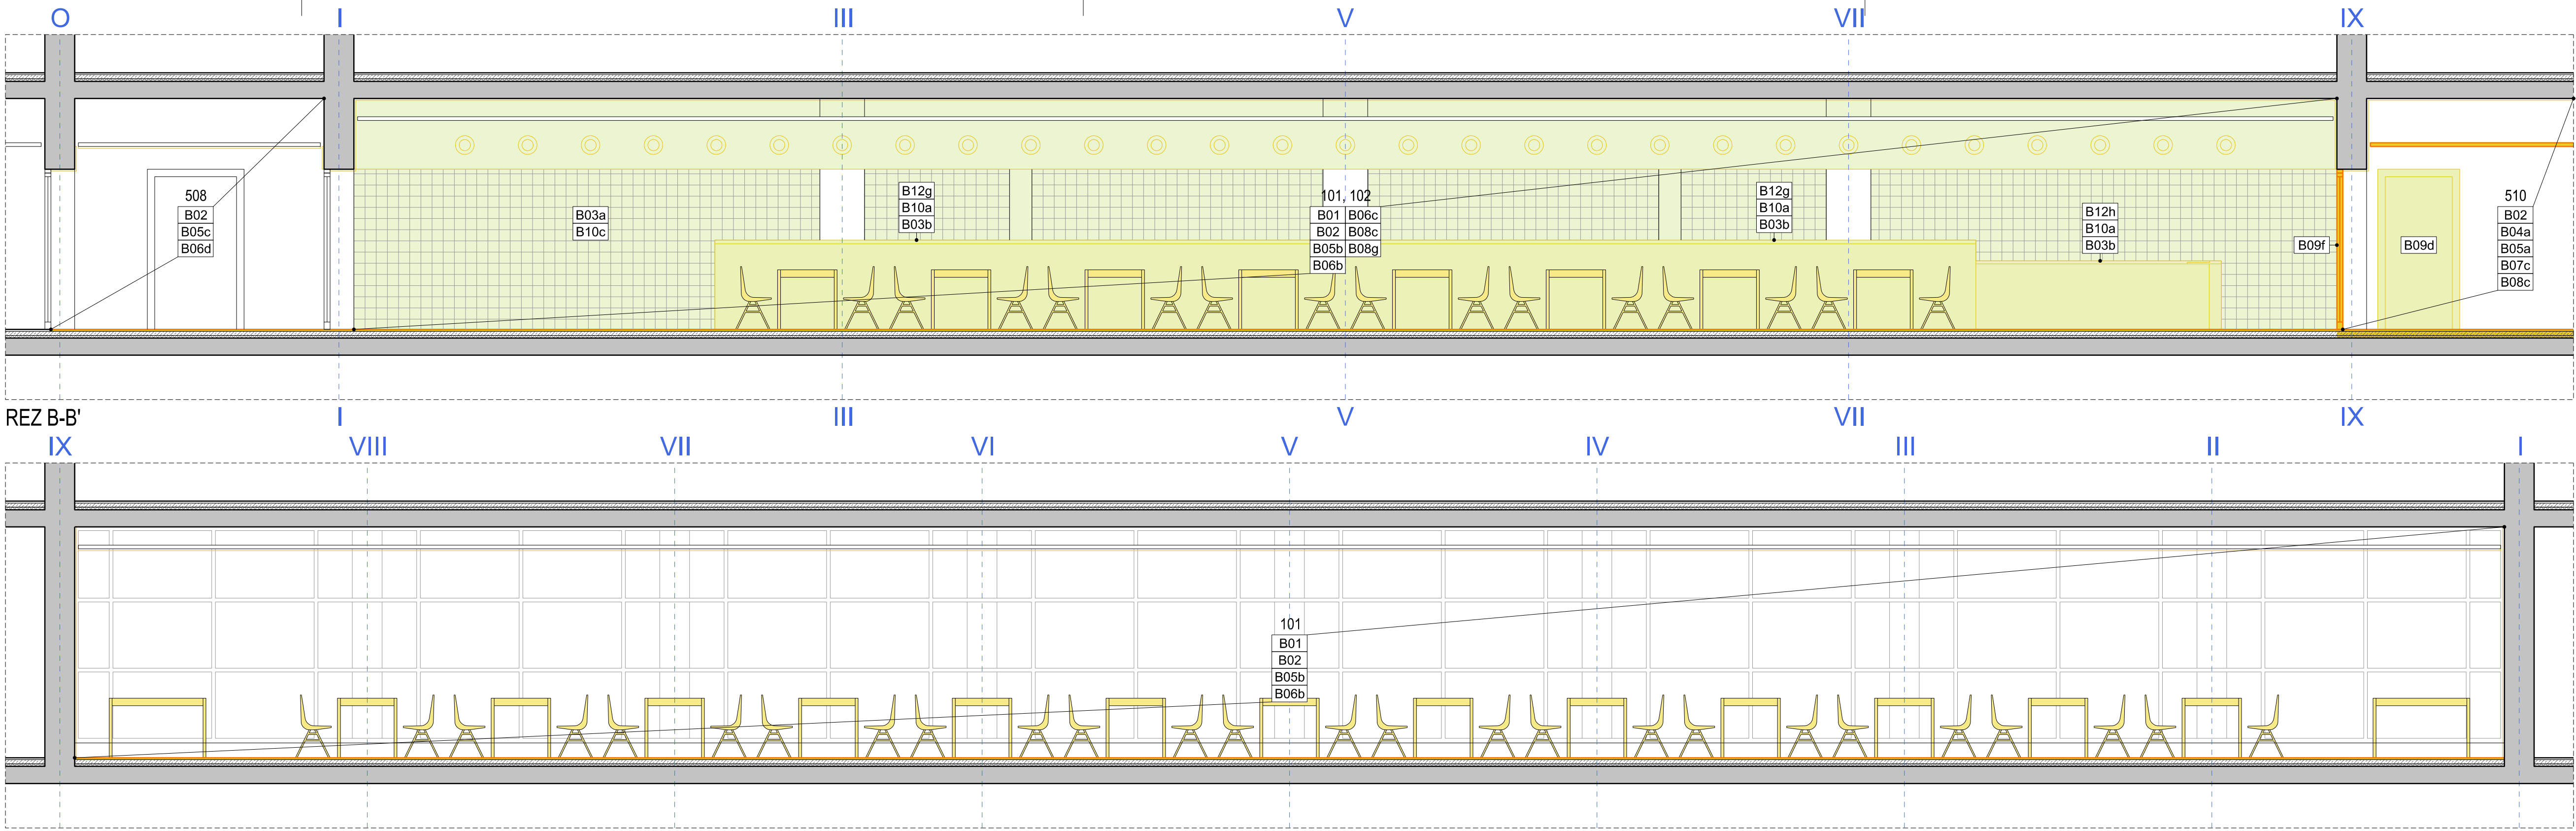 O I III V VII IX
508
B02
B05c
B06d
B03a
B10c
B12g
B10a
B03b
101, 102
B01 B06c
B02 B08c
B05b B08g
B06b
B12g
B10a
B03b
B12h
B10a
B03b
B09f
B09d
510
B02
B04a
B05a
B07c
B08c
REZ B-B'
I III V VII IX
IX VIII VII VI V IV III II I
101
B01
B02
B05b
B06b